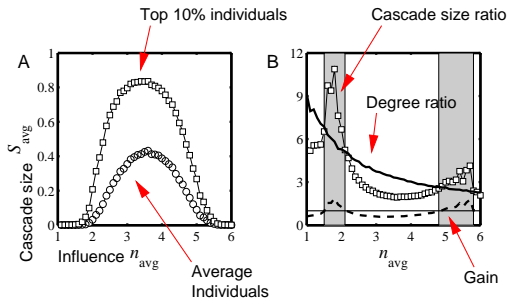 Top 10% individuals
Cascade size ratio
A
B
Degree ratio
Cascade size S_avg
1
0.8
0.6
0.4
0.2
0
1 2 3 4 5 6
Influence n_avg
Average
Individuals
12
9
6
3
0
1 2 3 4 5 6
n_avg
Gain